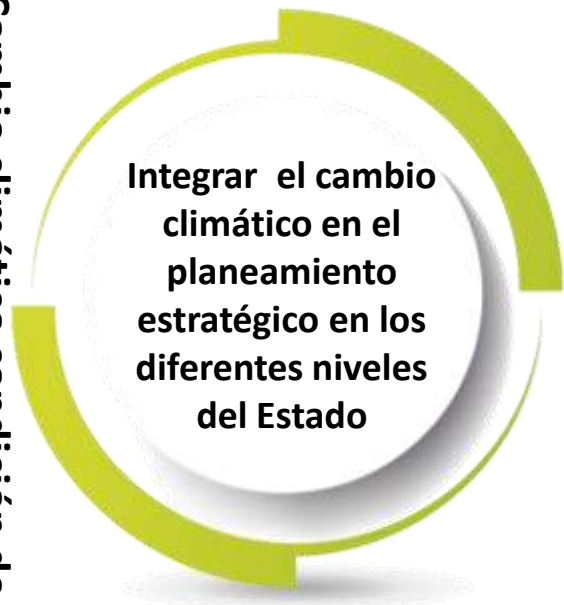 Integrar el cambio
climático en el
planeamiento
estratégico en los
diferentes niveles
del Estado